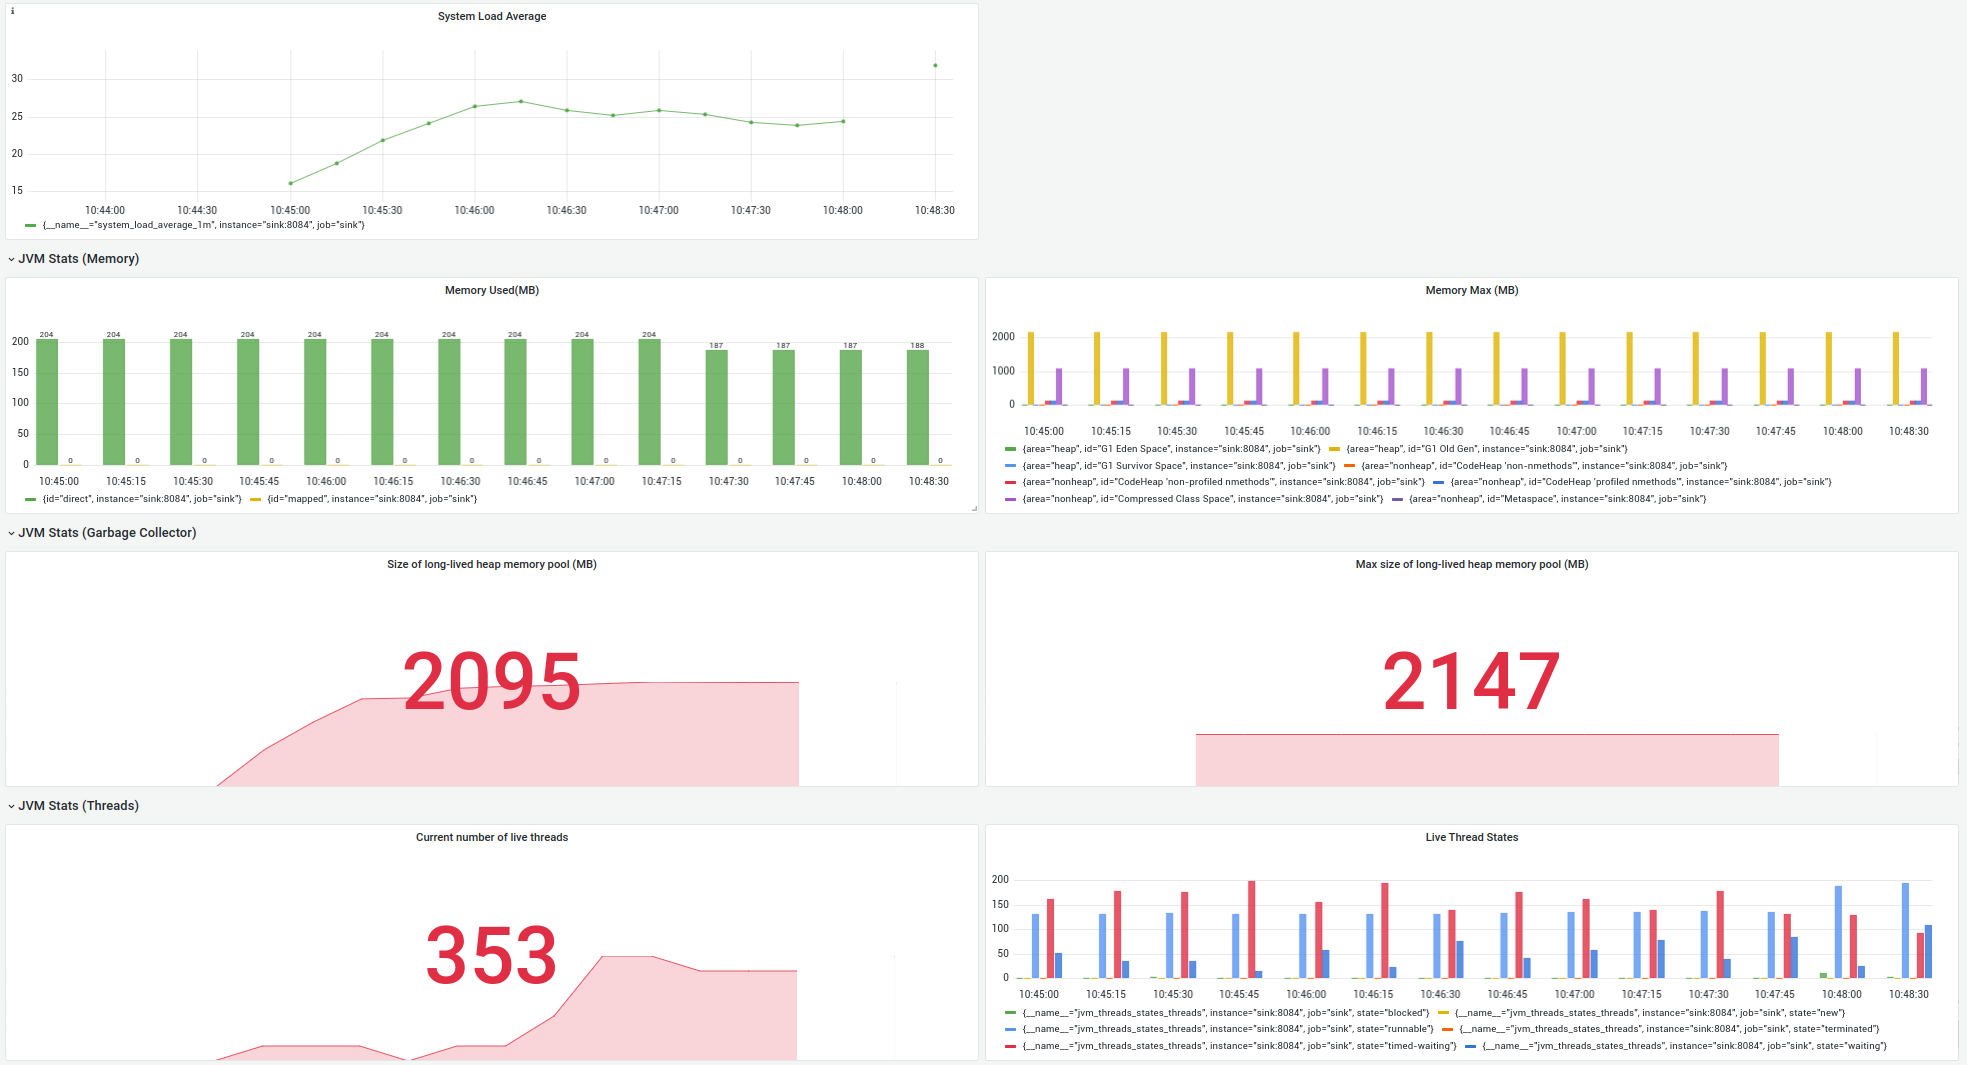 i
System Load Average
30
25
20
15
10:44:00 10:44:30 10:45:00 10:45:30 10:46:00 10:46:30 10:47:00 10:47:30 10:48:00 10:48:30
{__name__="system_load_average_1m", instance="sink:8084", job="sink"}
JVM Stats (Memory)
Memory Used(MB)
204 204 204 204 204 204 204 204 204 204 187 187 187 188
200
150
100
50
0
0 0 0 0 0 0 0 0 0 0 0 0 0 0
10:45:00 10:45:15 10:45:30 10:45:45 10:46:00 10:46:15 10:46:30 10:46:45 10:47:00 10:47:15 10:47:30 10:47:45 10:48:00 10:48:30
{id="direct", instance="sink:8084", job="sink"} {id="mapped", instance="sink:8084", job="sink"}
Memory Max (MB)
2000
1000
0
10:45:00 10:45:15 10:45:30 10:45:45 10:46:00 10:46:15 10:46:30 10:46:45 10:47:00 10:47:15 10:47:30 10:47:45 10:48:00 10:48:30
{area="heap", id="G1 Eden Space", instance="sink:8084", job="sink"} {area="heap", id="G1 Old Gen", instance="sink:8084", job="sink"}
{area="heap", id="G1 Survivor Space", instance="sink:8084", job="sink"} {area="nonheap", id="CodeHeap 'non-nmethods'", instance="sink:8084", job="sink"}
{area="nonheap", id="CodeHeap 'non-profiled nmethods'", instance="sink:8084", job="sink"} {area="nonheap", id="CodeHeap 'profiled nmethods'", instance="sink:8084", job="sink"}
{area="nonheap", id="Compressed Class Space", instance="sink:8084", job="sink"} {area="nonheap", id="Metaspace", instance="sink:8084", job="sink"}
JVM Stats (Garbage Collector)
Size of long-lived heap memory pool (MB)
2095
Max size of long-lived heap memory pool (MB)
2147
JVM Stats (Threads)
Current number of live threads
353
Live Thread States
200
150
100
50
0
10:45:00 10:45:15 10:45:30 10:45:45 10:46:00 10:46:15 10:46:30 10:46:45 10:47:00 10:47:15 10:47:30 10:47:45 10:48:00 10:48:30
{__name__="jvm_threads_states_threads", instance="sink:8084", job="sink", state="blocked"} {__name__="jvm_threads_states_threads", instance="sink:8084", job="sink", state="new"}
{__name__="jvm_threads_states_threads", instance="sink:8084", job="sink", state="runnable"} {__name__="jvm_threads_states_threads", instance="sink:8084", job="sink", state="terminated"}
{__name__="jvm_threads_states_threads", instance="sink:8084", job="sink", state="timed-waiting"} {__name__="jvm_threads_states_threads", instance="sink:8084", job="sink", state="waiting"}